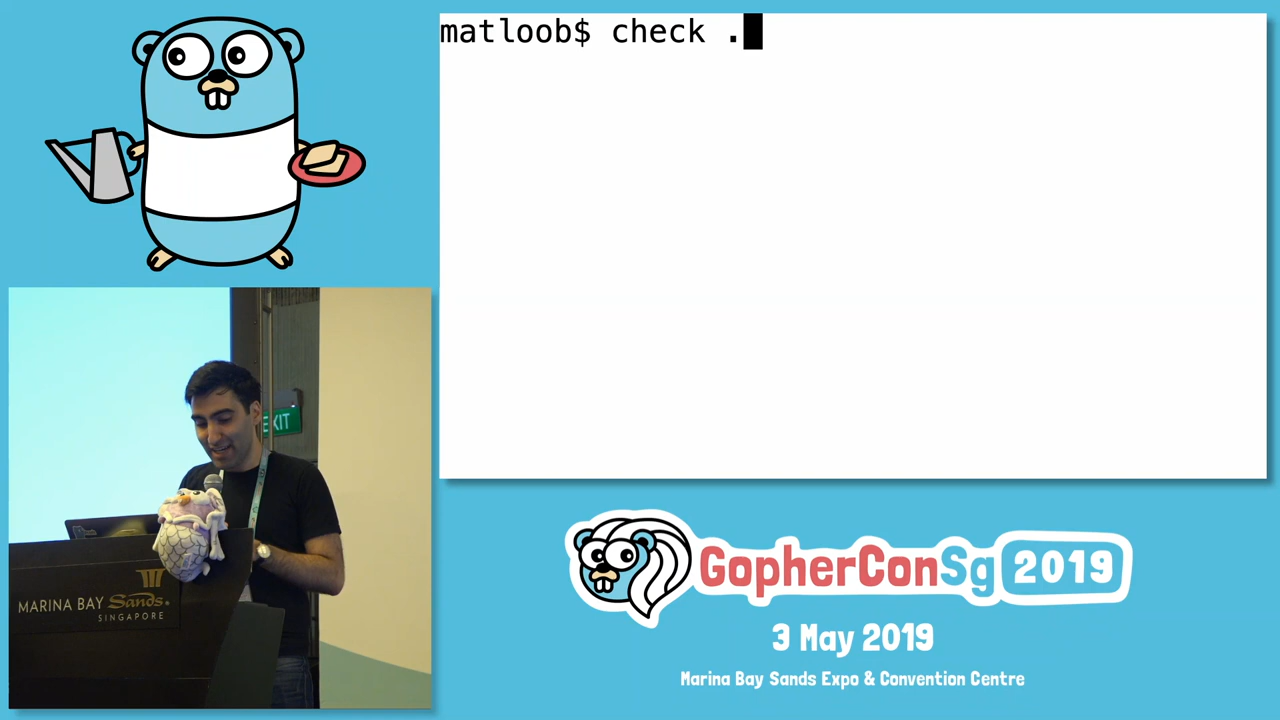 matloob$ check .
EXIT
MARINA BAY Sands.
SINGAPORE
GopherConSg 2019
3 May 2019
Marina Bay Sands Expo & Convention Centre